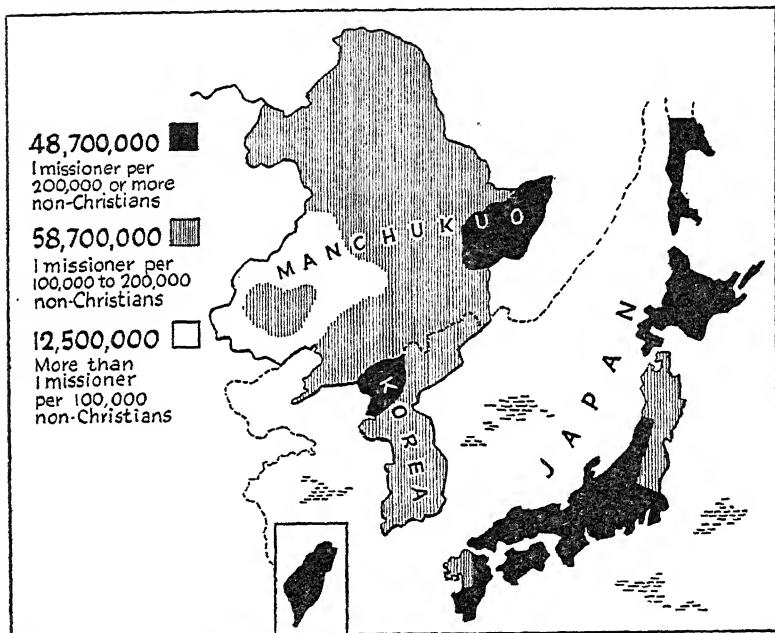 48,700,000
1 missioner per
200,000 or more
non-Christians
58,700,000
1 missioner per
100,000 to 200,000
non-Christians
12,500,000
More than
1 missioner
per 100,000
non-Christians
MANCHUKUO
KOREA
JAPAN